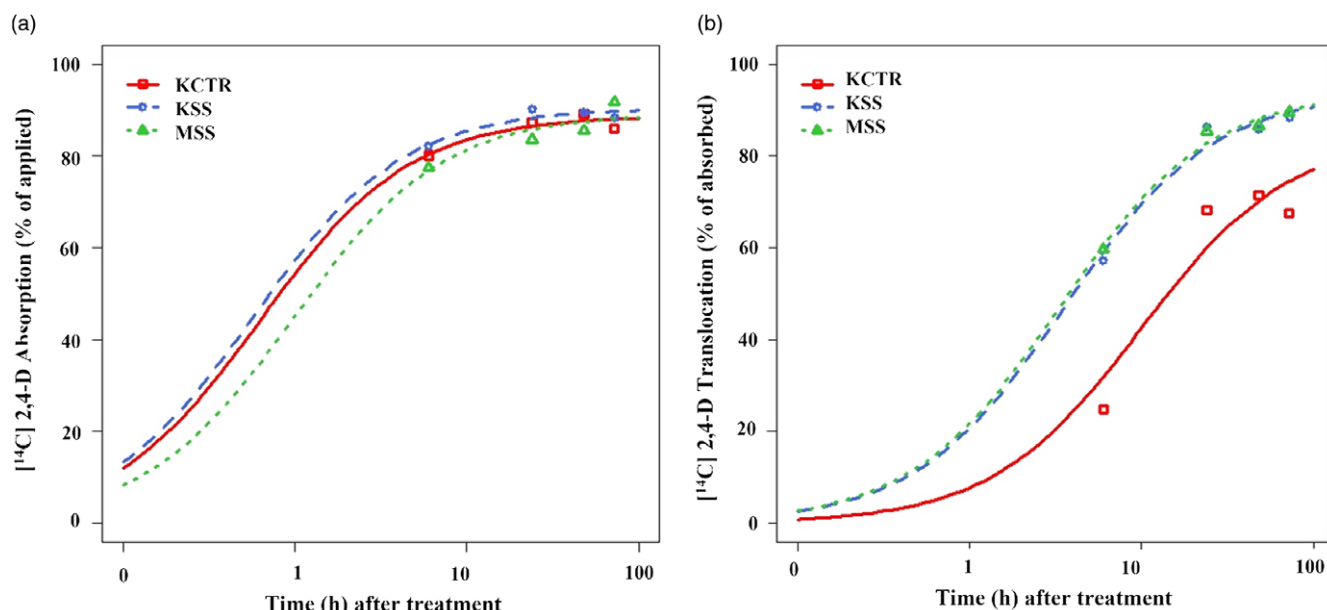 (a)
[¹⁴C] 2,4-D Absorption (% of applied)
100
80
60
40
20
0
KCTR
KSS
MSS
0 1 10 100
Time (h) after treatment
(b)
[¹⁴C] 2,4-D Translocation (% of absorbed)
100
80
60
40
20
0
KCTR
KSS
MSS
0 1 10 100
Time (h) after treatment